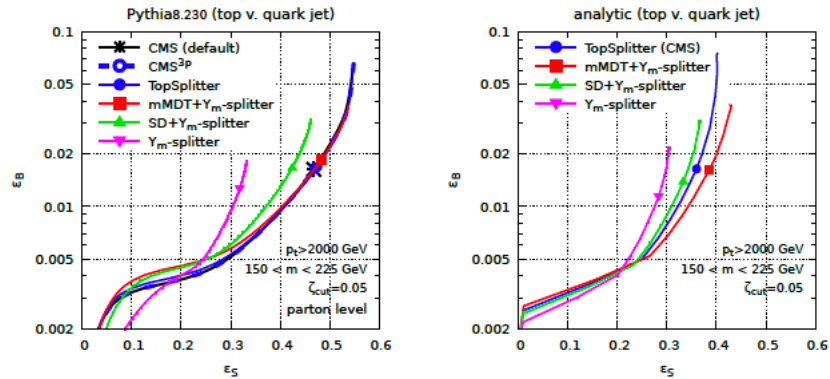 Pythia8.230 (top v. quark jet)
0.1
0.05
0.02
0.01
0.005
0.002
εB
CMS (default)
CMS3p
TopSplitter
mMDT+Ym-splitter
SD+Ym-splitter
Ym-splitter
pt>2000 GeV
150 < m < 225 GeV
ζcut=0.05
parton level
0 0.1 0.2 0.3 0.4 0.5 0.6
εS
analytic (top v. quark jet)
0.1
0.05
0.02
0.01
0.005
0.002
εB
TopSplitter (CMS)
mMDT+Ym-splitter
SD+Ym-splitter
Ym-splitter
pt>2000 GeV
150 < m < 225 GeV
ζcut=0.05
0 0.1 0.2 0.3 0.4 0.5 0.6
εS